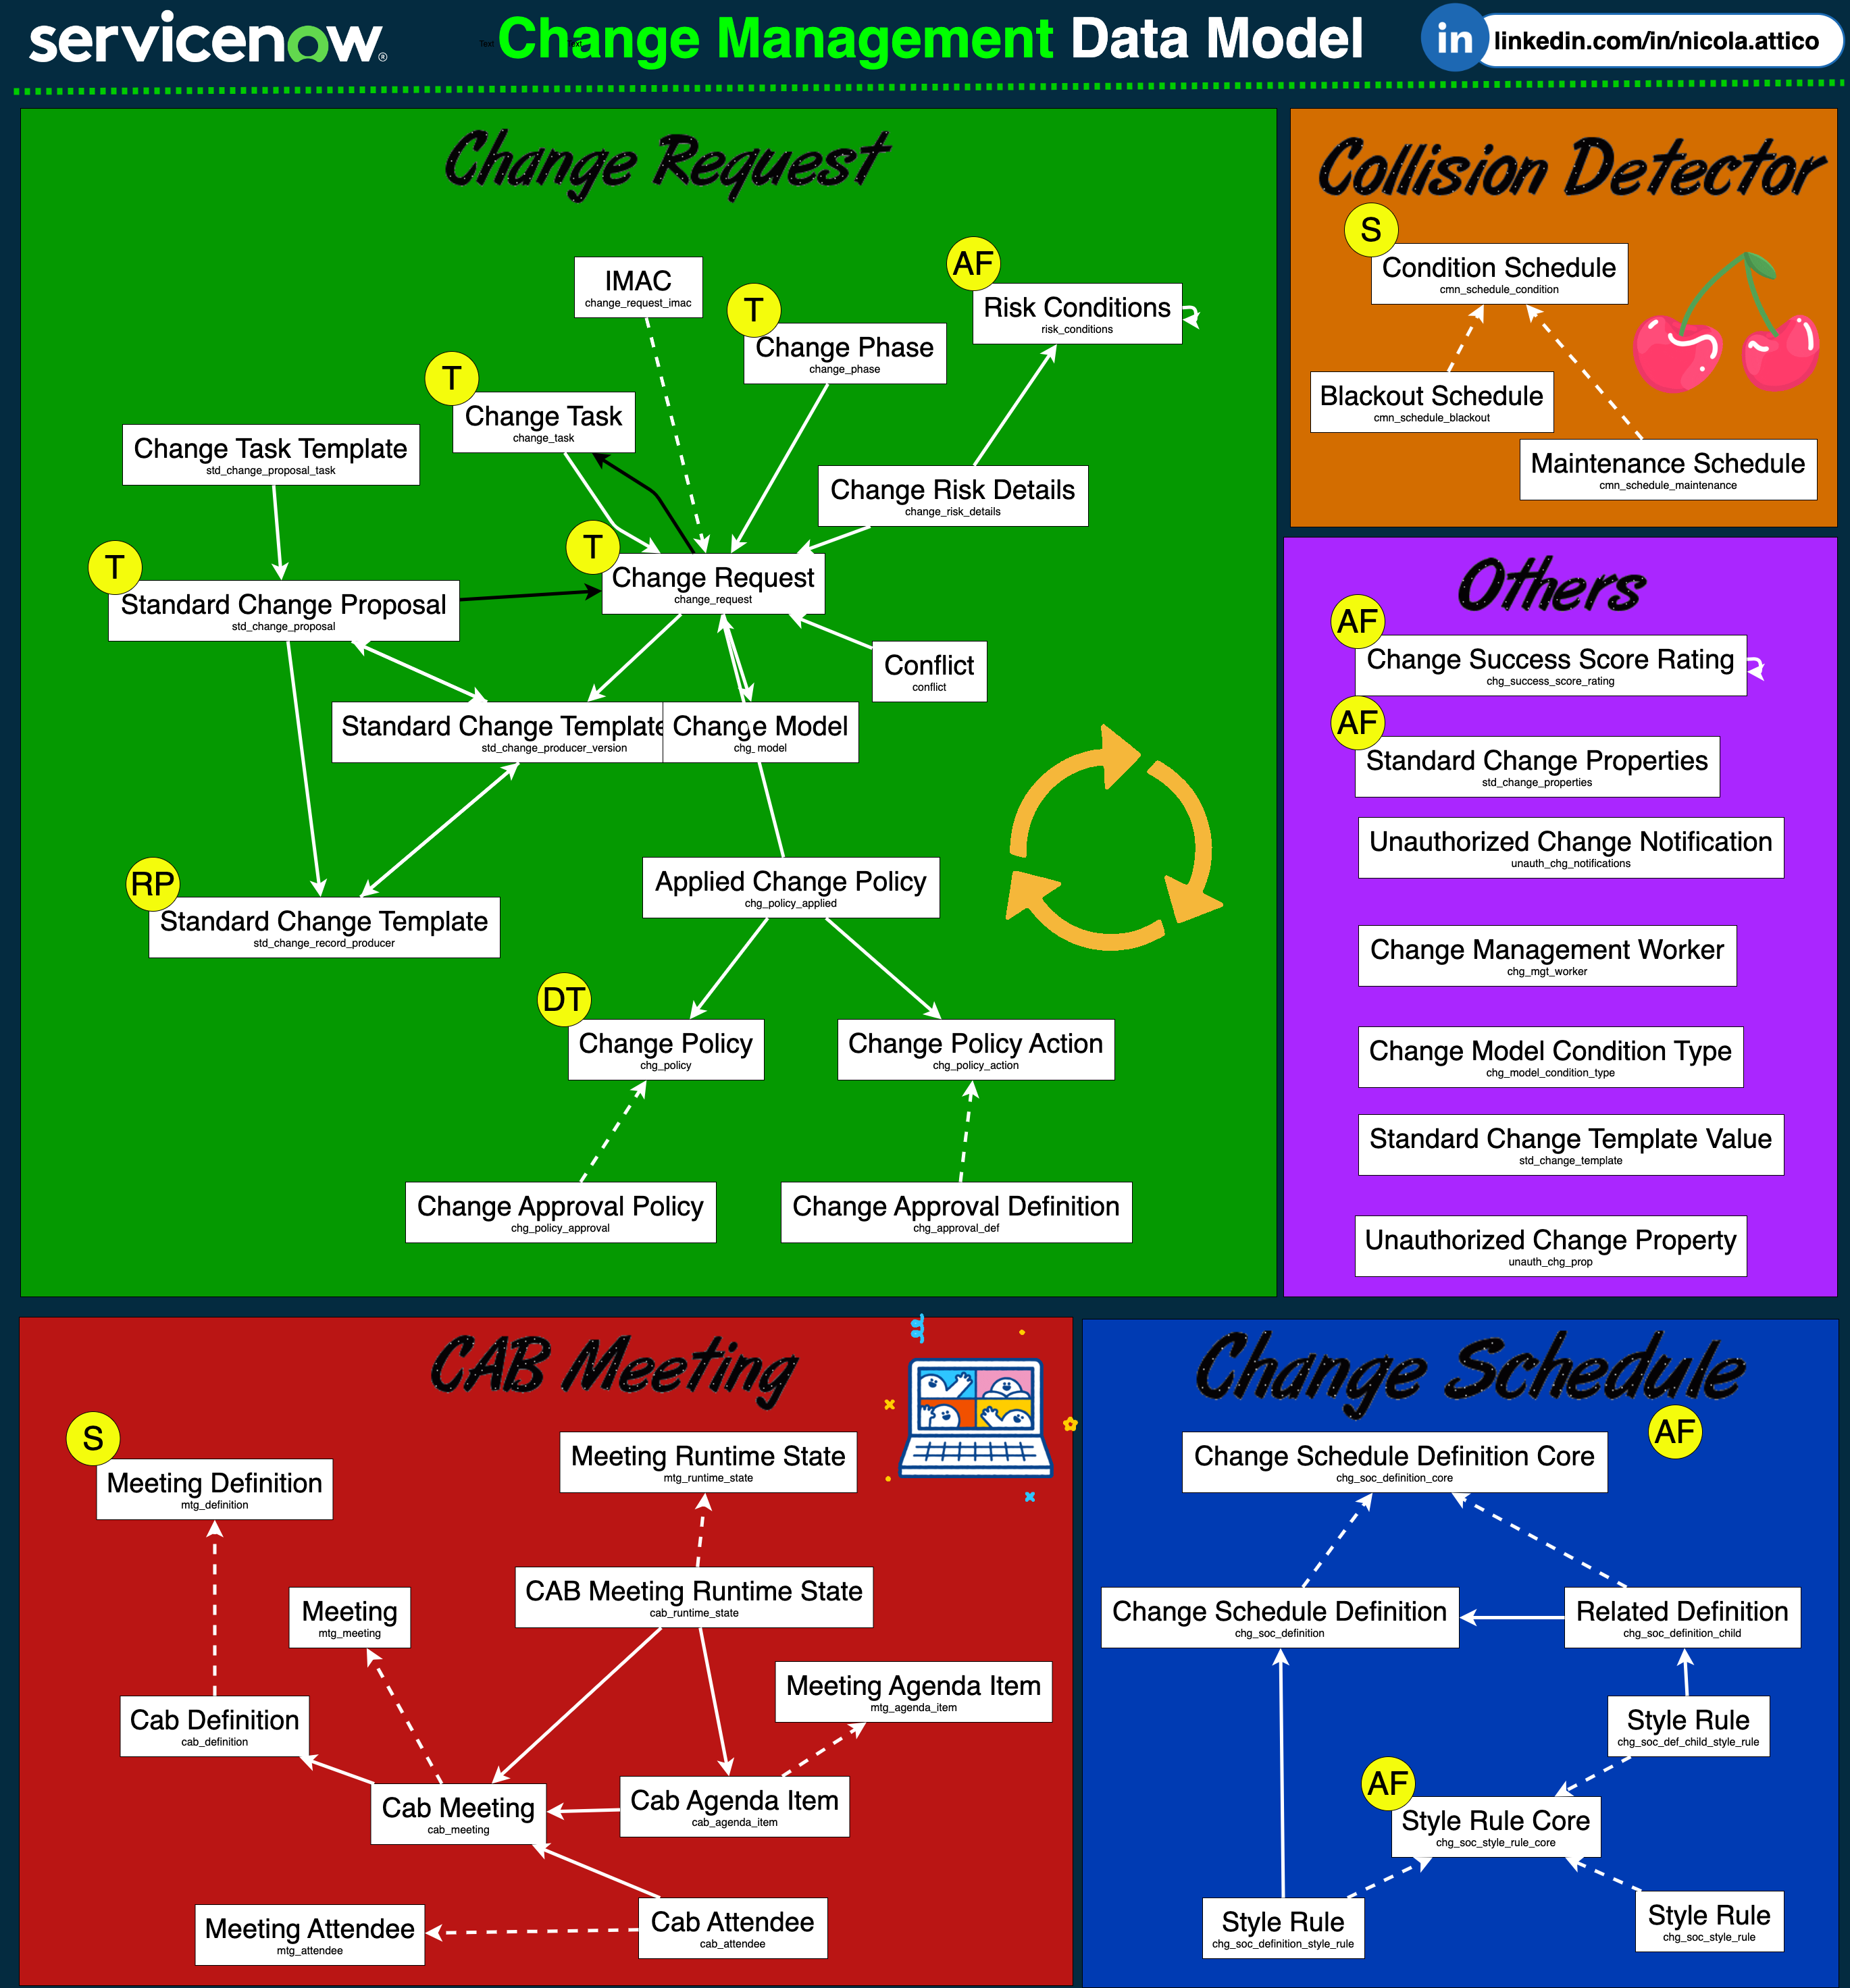 servicenow®
Text
Text
Change Management Data Model
in
linkedin.com/in/nicola.attico
Change Request
IMAC
change_request_imac
T
Change Phase
change_phase
AF
Risk Conditions
risk_conditions
T
Change Task
change_task
Change Task Template
std_change_proposal_task
Change Risk Details
change_risk_details
T
Standard Change Proposal
std_change_proposal
T
Change Request
change_request
Conflict
conflict
Standard Change Template
std_change_producer_version
Change Model
chg_model
Applied Change Policy
chg_policy_applied
RP
Standard Change Template
std_change_record_producer
DT
Change Policy
chg_policy
Change Policy Action
chg_policy_action
Change Approval Policy
chg_policy_approval
Change Approval Definition
chg_approval_def
Collision Detector
S
Condition Schedule
cmn_schedule_condition
Blackout Schedule
cmn_schedule_blackout
Maintenance Schedule
cmn_schedule_maintenance
Others
AF
Change Success Score Rating
chg_success_score_rating
AF
Standard Change Properties
std_change_properties
Unauthorized Change Notification
unauth_chg_notifications
Change Management Worker
chg_mgt_worker
Change Model Condition Type
chg_model_condition_type
Standard Change Template Value
std_change_template
Unauthorized Change Property
unauth_chg_prop
CAB Meeting
S
Meeting Definition
mtg_definition
Meeting Runtime State
mtg_runtime_state
CAB Meeting Runtime State
cab_runtime_state
Meeting
mtg_meeting
Meeting Agenda Item
mtg_agenda_item
Cab Definition
cab_definition
Cab Meeting
cab_meeting
Cab Agenda Item
cab_agenda_item
Meeting Attendee
mtg_attendee
Cab Attendee
cab_attendee
Change Schedule
AF
Change Schedule Definition Core
chg_soc_definition_core
Change Schedule Definition
chg_soc_definition
Related Definition
chg_soc_definition_child
Style Rule
chg_soc_def_child_style_rule
AF
Style Rule Core
chg_soc_style_rule_core
Style Rule
chg_soc_definition_style_rule
Style Rule
chg_soc_style_rule